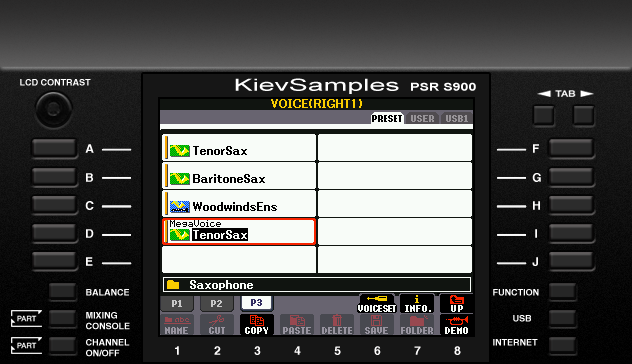 KievSamples PSR S900
LCD CONTRAST
VOICE(RIGHT1)
TAB
PRESET USER USB1
A
TenorSax
F
B
BaritoneSax
G
C
WoodwindsEns
H
D
MegaVoice
TenorSax
I
E
J
Saxophone
BALANCE
P1 P2 P3
VOICESET INFO. UP
FUNCTION
PART
MIXING
CONSOLE
NAME CUT COPY PASTE DELETE SAVE FOLDER DEMO
USB
PART
CHANNEL
ON/OFF
1 2 3 4 5 6 7 8
INTERNET